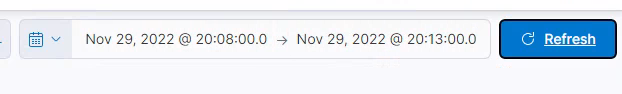 Nov 29, 2022 @ 20:08:00.0 → Nov 29, 2022 @ 20:13:00.0 Refresh